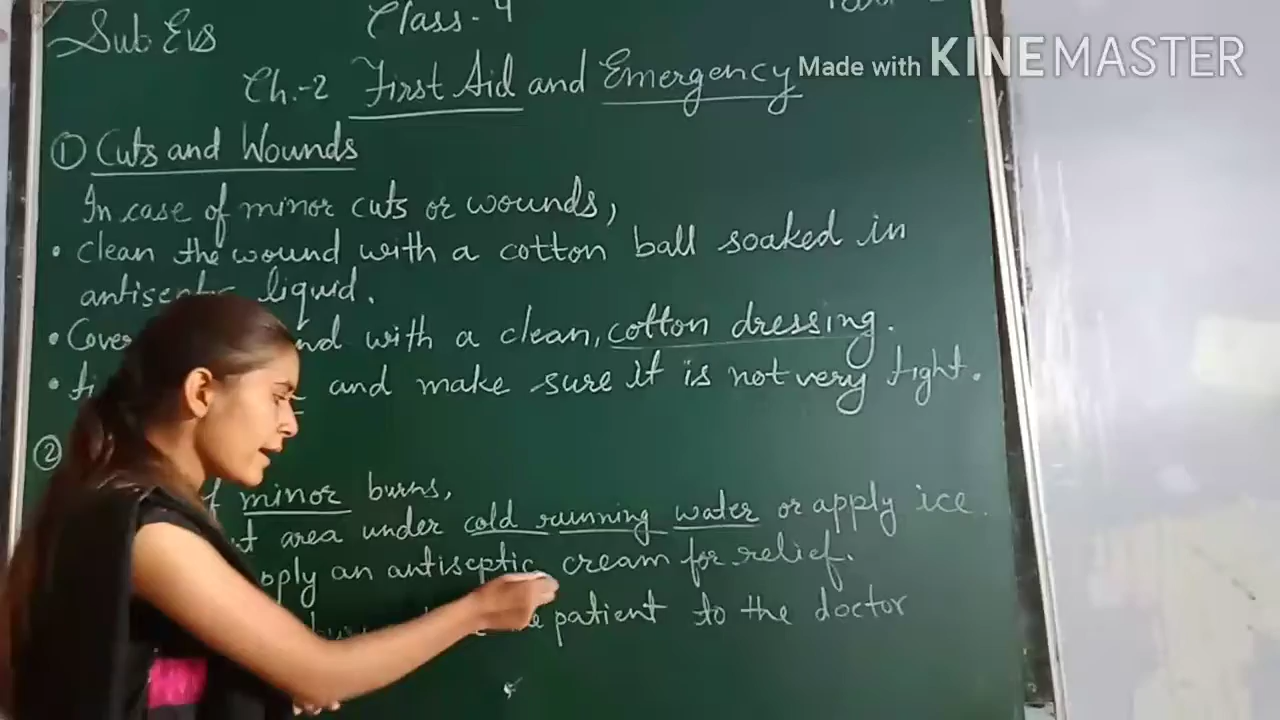 Sub EVS
Class-4
Made with KINEMASTER
Ch.-2 First Aid and Emergency
① Cuts and Wounds
In case of minor cuts or wounds,
• Clean the wound with a cotton ball soaked in
antiseptic liquid.
• Cover with a clean, cotton dressing.
• and make sure it is not very tight.
②
minor burns,
area under cold running water or apply ice.
an antiseptic cream for relief.
patient to the doctor